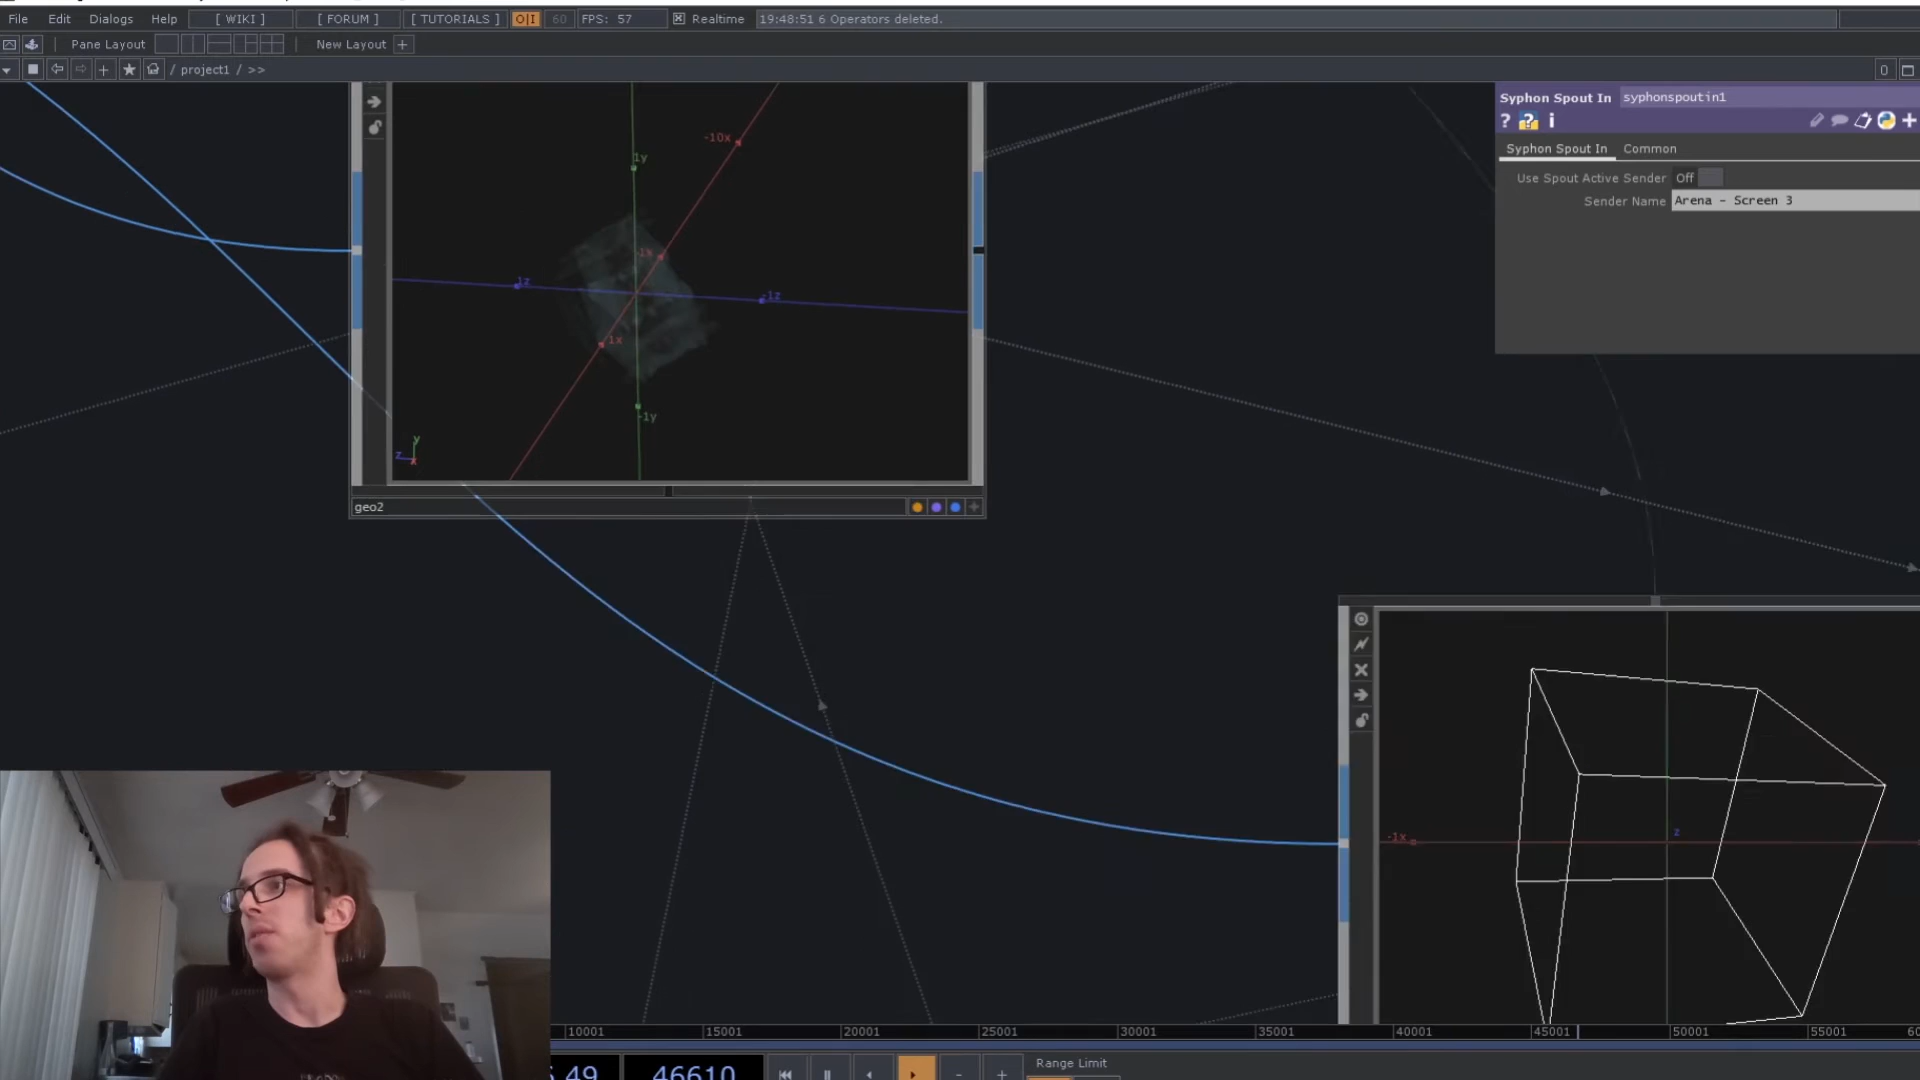 File Edit Dialogs Help [ WIKI ] [ FORUM ] [ TUTORIALS ] O|I 60 FPS: 57 Realtime 19:48:51 6 Operators deleted.
Pane Layout New Layout +
/ project1 / >> 0
Syphon Spout In syphonspoutin1
? ? i
Syphon Spout In Common
Use Spout Active Sender Off
Sender Name Arena - Screen 3
-10x
1y
-1x
1z
-1z
1x
-1y
y
z
x
geo2
z
-1x
10001 15001 20001 25001 30001 35001 40001 45001 50001 55001
46610 - + Range Limit